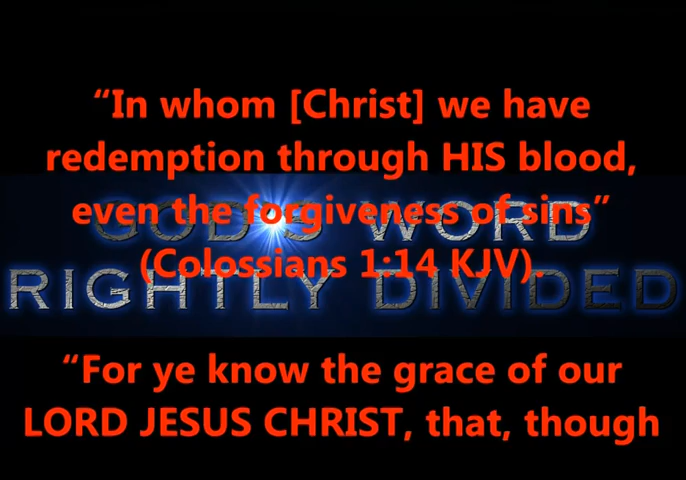 “In whom [Christ] we have
redemption through HIS blood,
even the forgiveness of sins”
GOD'S WORD
(Colossians 1:14 KJV).
RIGHTLY DIVIDED
“For ye know the grace of our
LORD JESUS CHRIST, that, though